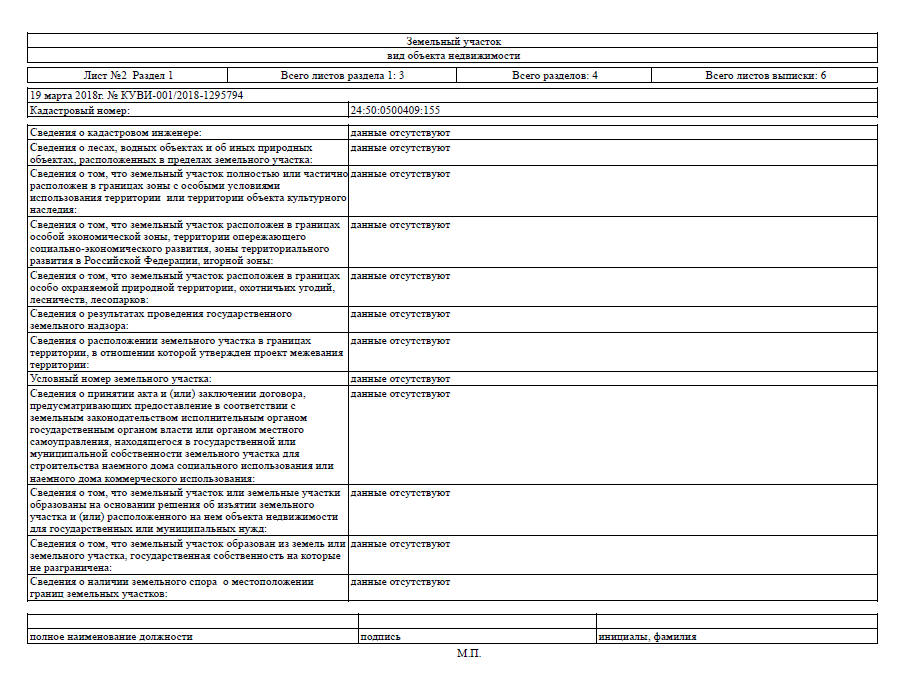 Земельный участок
вид объекта недвижимости
Лист №2 Раздел 1 Всего листов раздела 1: 3 Всего разделов: 4 Всего листов выписки: 6
19 марта 2018г. № КУВИ-001/2018-1295794
Кадастровый номер: 24:50:0500409:155
Сведения о кадастровом инженере: данные отсутствуют
Сведения о лесах, водных объектах и об иных природных данные отсутствуют
объектах, расположенных в пределах земельного участка:
Сведения о том, что земельный участок полностью или частично данные отсутствуют
расположен в границах зоны с особыми условиями
использования территории или территории объекта культурного
наследия:
Сведения о том, что земельный участок расположен в границах данные отсутствуют
особой экономической зоны, территории опережающего
социально-экономического развития, зоны территориального
развития в Российской Федерации, игорной зоны:
Сведения о том, что земельный участок расположен в границах данные отсутствуют
особо охраняемой природной территории, охотничьих угодий,
лесничеств, лесопарков:
Сведения о результатах проведения государственного данные отсутствуют
земельного надзора:
Сведения о расположении земельного участка в границах данные отсутствуют
территории, в отношении которой утвержден проект межевания
территории:
Условный номер земельного участка: данные отсутствуют
Сведения о принятии акта и (или) заключении договора, данные отсутствуют
предусматривающих предоставление в соответствии с
земельным законодательством исполнительным органом
государственным органом власти или органом местного
самоуправления, находящегося в государственной или
муниципальной собственности земельного участка для
строительства наемного дома социального использования или
наемного дома коммерческого использования:
Сведения о том, что земельный участок или земельные участки данные отсутствуют
образованы на основании решения об изъятии земельного
участка и (или) расположенного на нем объекта недвижимости
для государственных или муниципальных нужд:
Сведения о том, что земельный участок образован из земель или данные отсутствуют
земельного участка, государственная собственность на которые
не разграничена:
Сведения о наличии земельного спора о местоположении данные отсутствуют
границ земельных участков:
полное наименование должности подпись инициалы, фамилия
М.П.